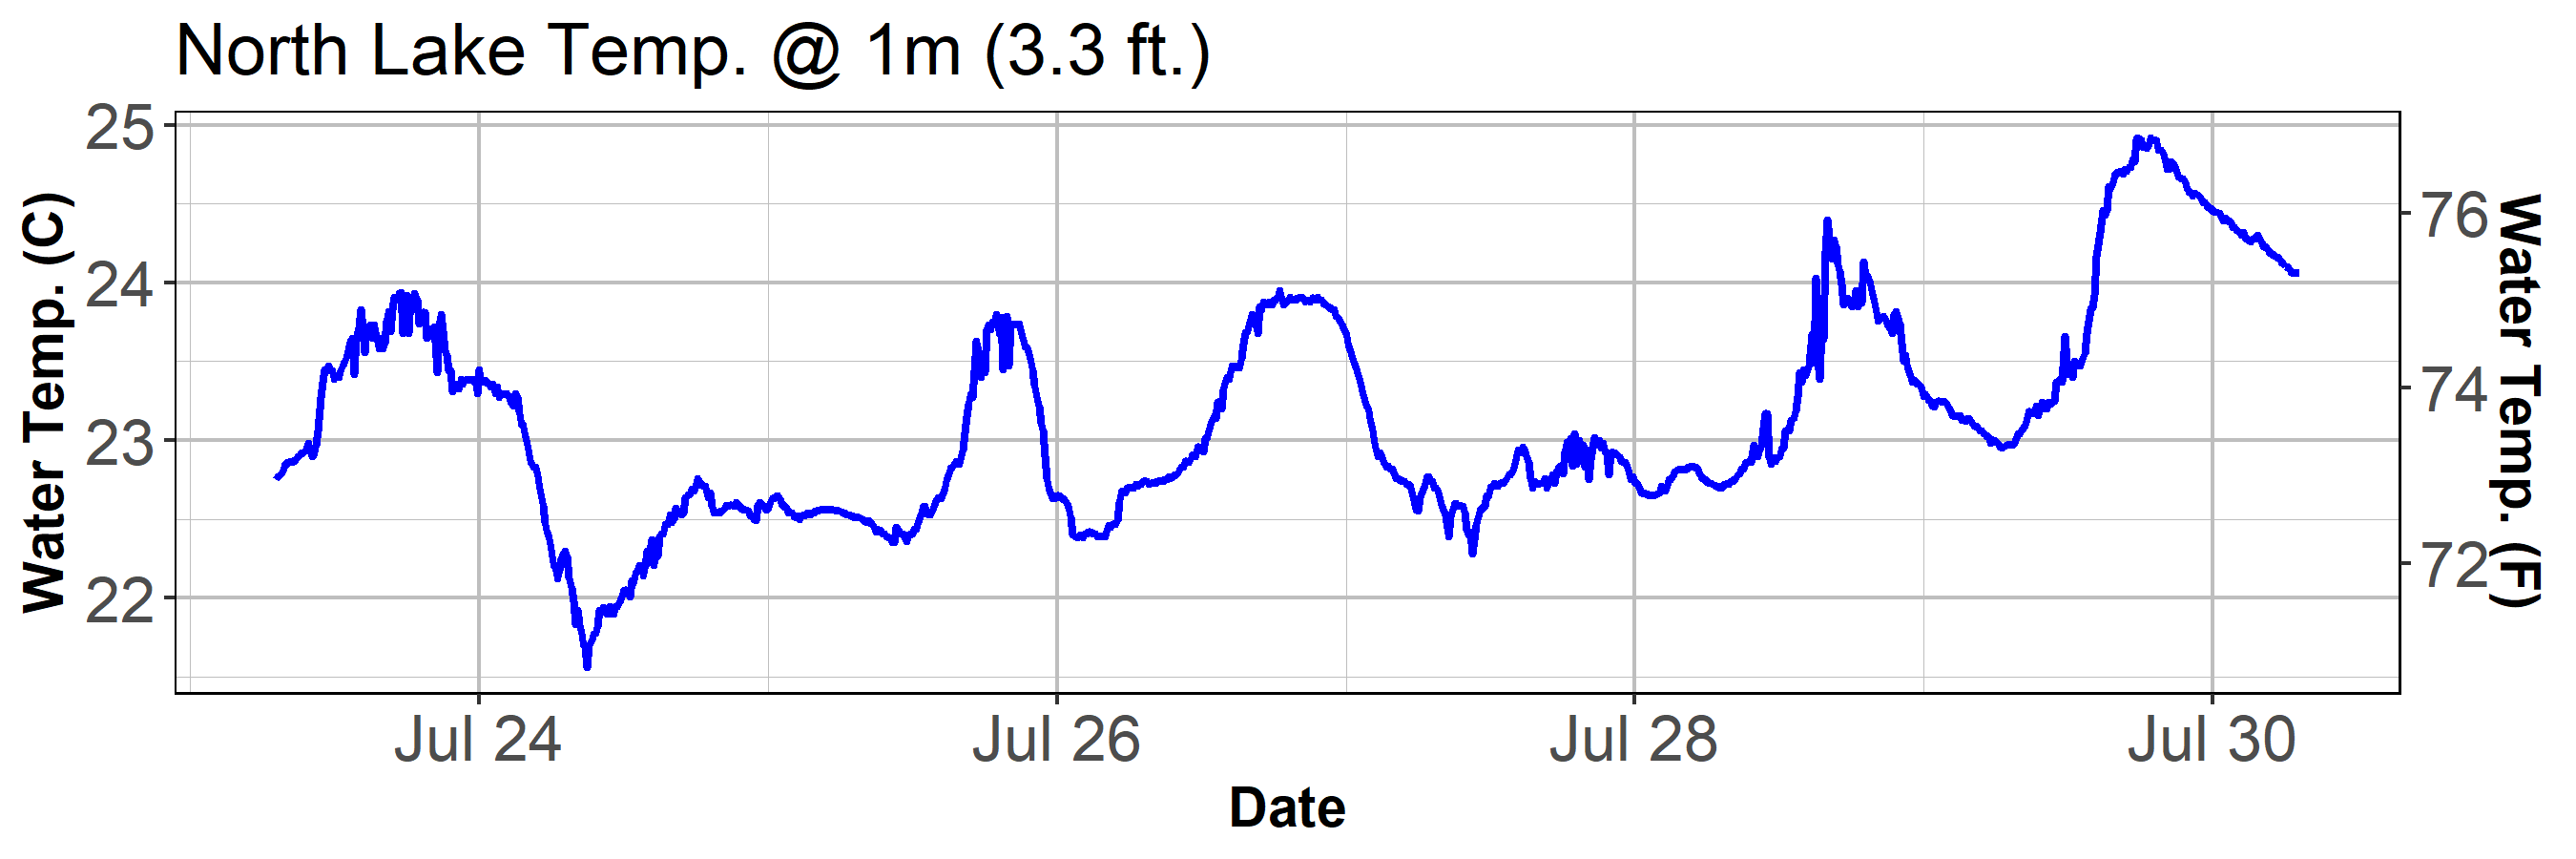 North Lake Temp. @ 1m (3.3 ft.)
Water Temp. (C)
25
24
23
22
76
74
72
Water Temp. (F)
Jul 24
Jul 26
Jul 28
Jul 30
Date